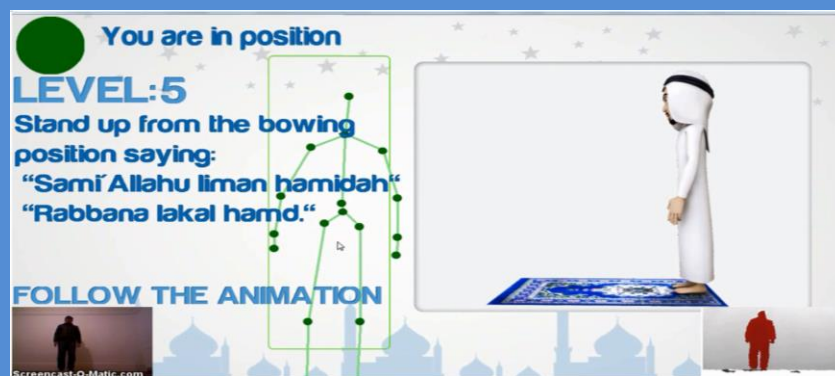 You are in position
LEVEL:5
Stand up from the bowing
position saying:
“Sami´Allahu liman hamidah“
“Rabbana lakal hamd.“
FOLLOW THE ANIMATION
Screencast-O-Matic.com